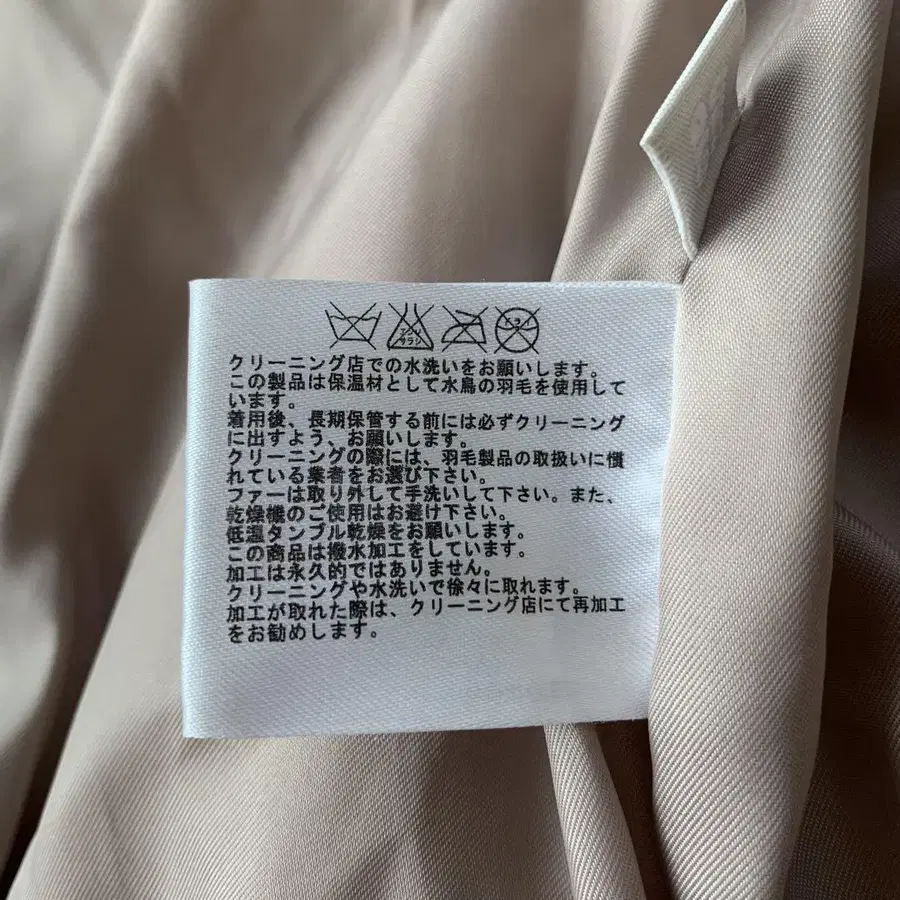 エンソ
サラシ
ドライ
クリーニング店での水洗いをお願いします。
この製品は保温材として水鳥の羽毛を使用して
います。
着用後、長期保管する前には必ずクリーニング
に出すよう、お願いします。
クリーニングの際には、羽毛製品の取扱いに慣
れている業者をお選び下さい。
ファーは取り外して手洗いして下さい。また、
乾燥機のご使用はお避け下さい。
低温タンブル乾燥をお願いします。
この商品は撥水加工をしています。
加工は永久的ではありません。
クリーニングや水洗いで徐々に取れます。
加工が取れた際は、クリーニング店にて再加工
をお勧めします。